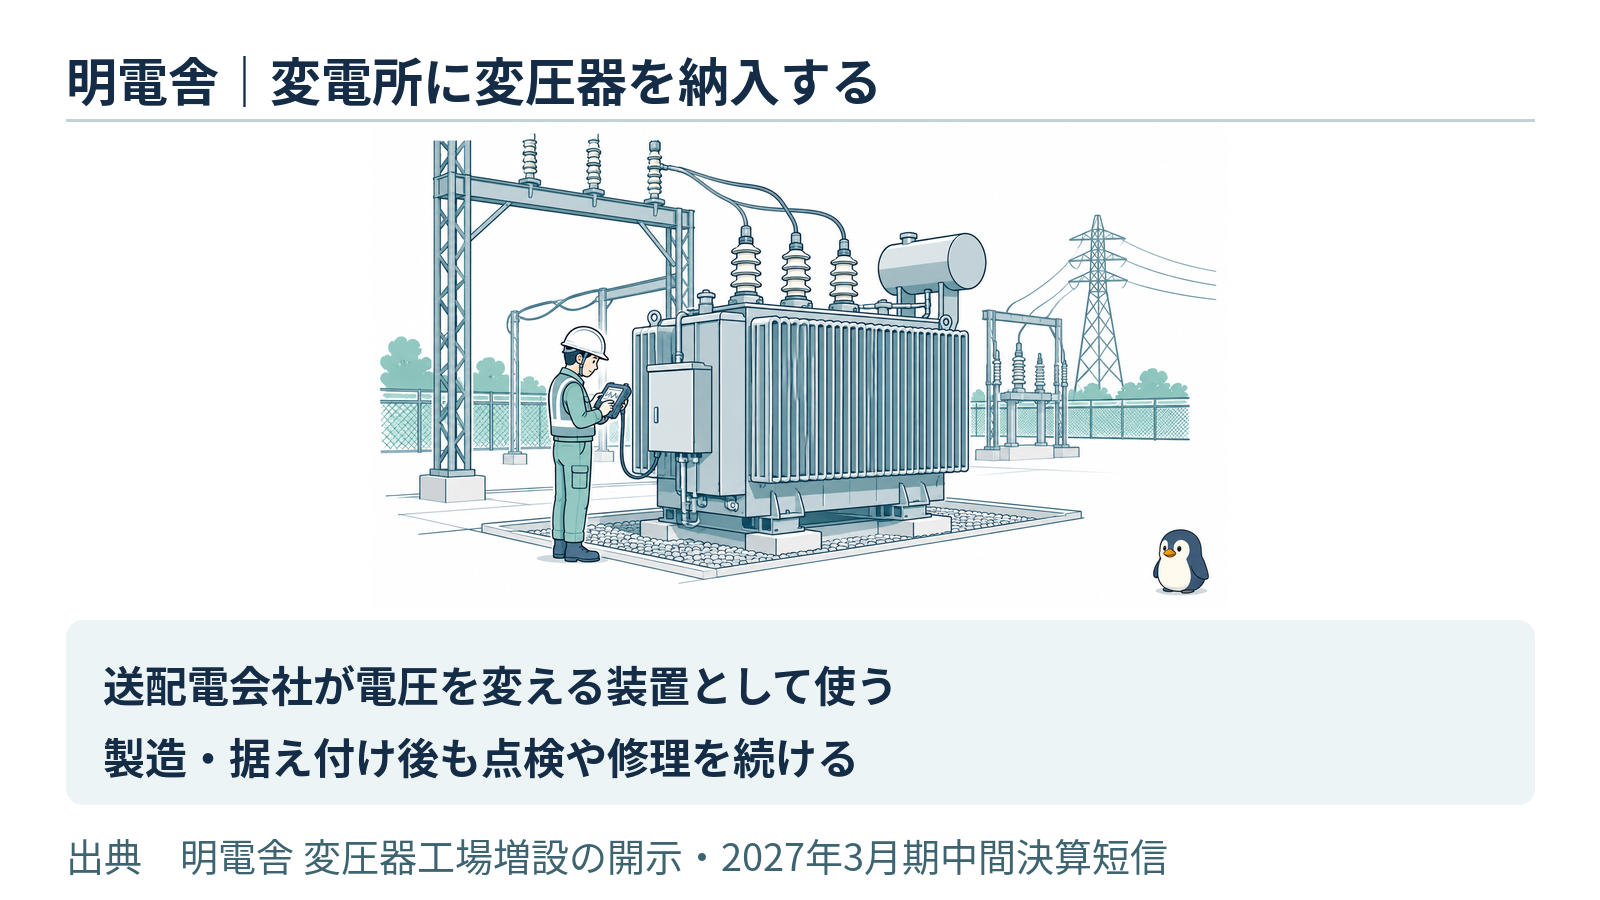 明電舎｜変電所に変圧器を納入する
送配電会社が電圧を変える装置として使う
製造・据え付け後も点検や修理を続ける
出典　明電舎 変圧器工場増設の開示・2027年3月期中間決算短信